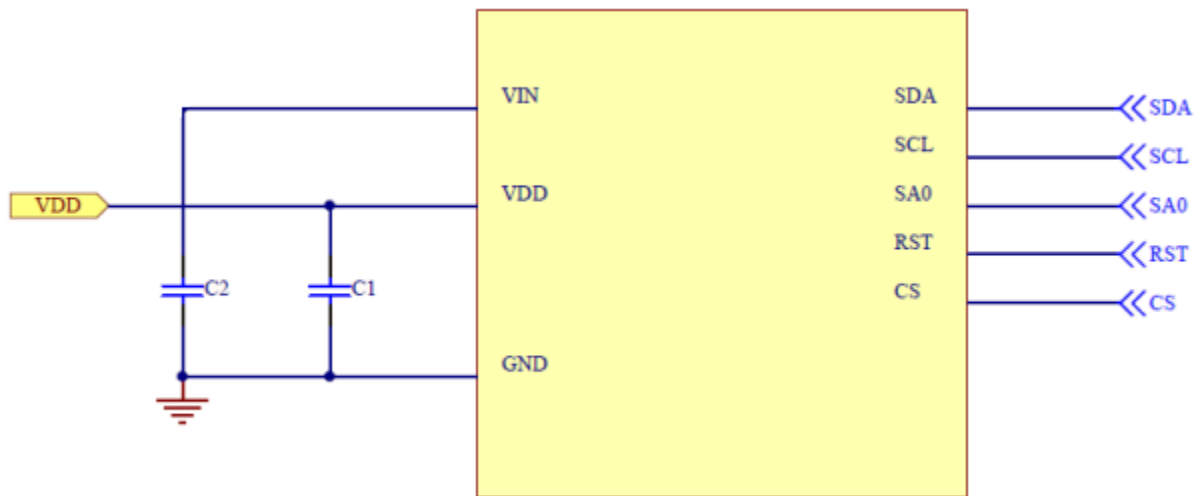 VIN
SDA
SDA
SCL
SCL
VDD
VDD
SA0
SA0
RST
RST
C2
C1
CS
CS
GND